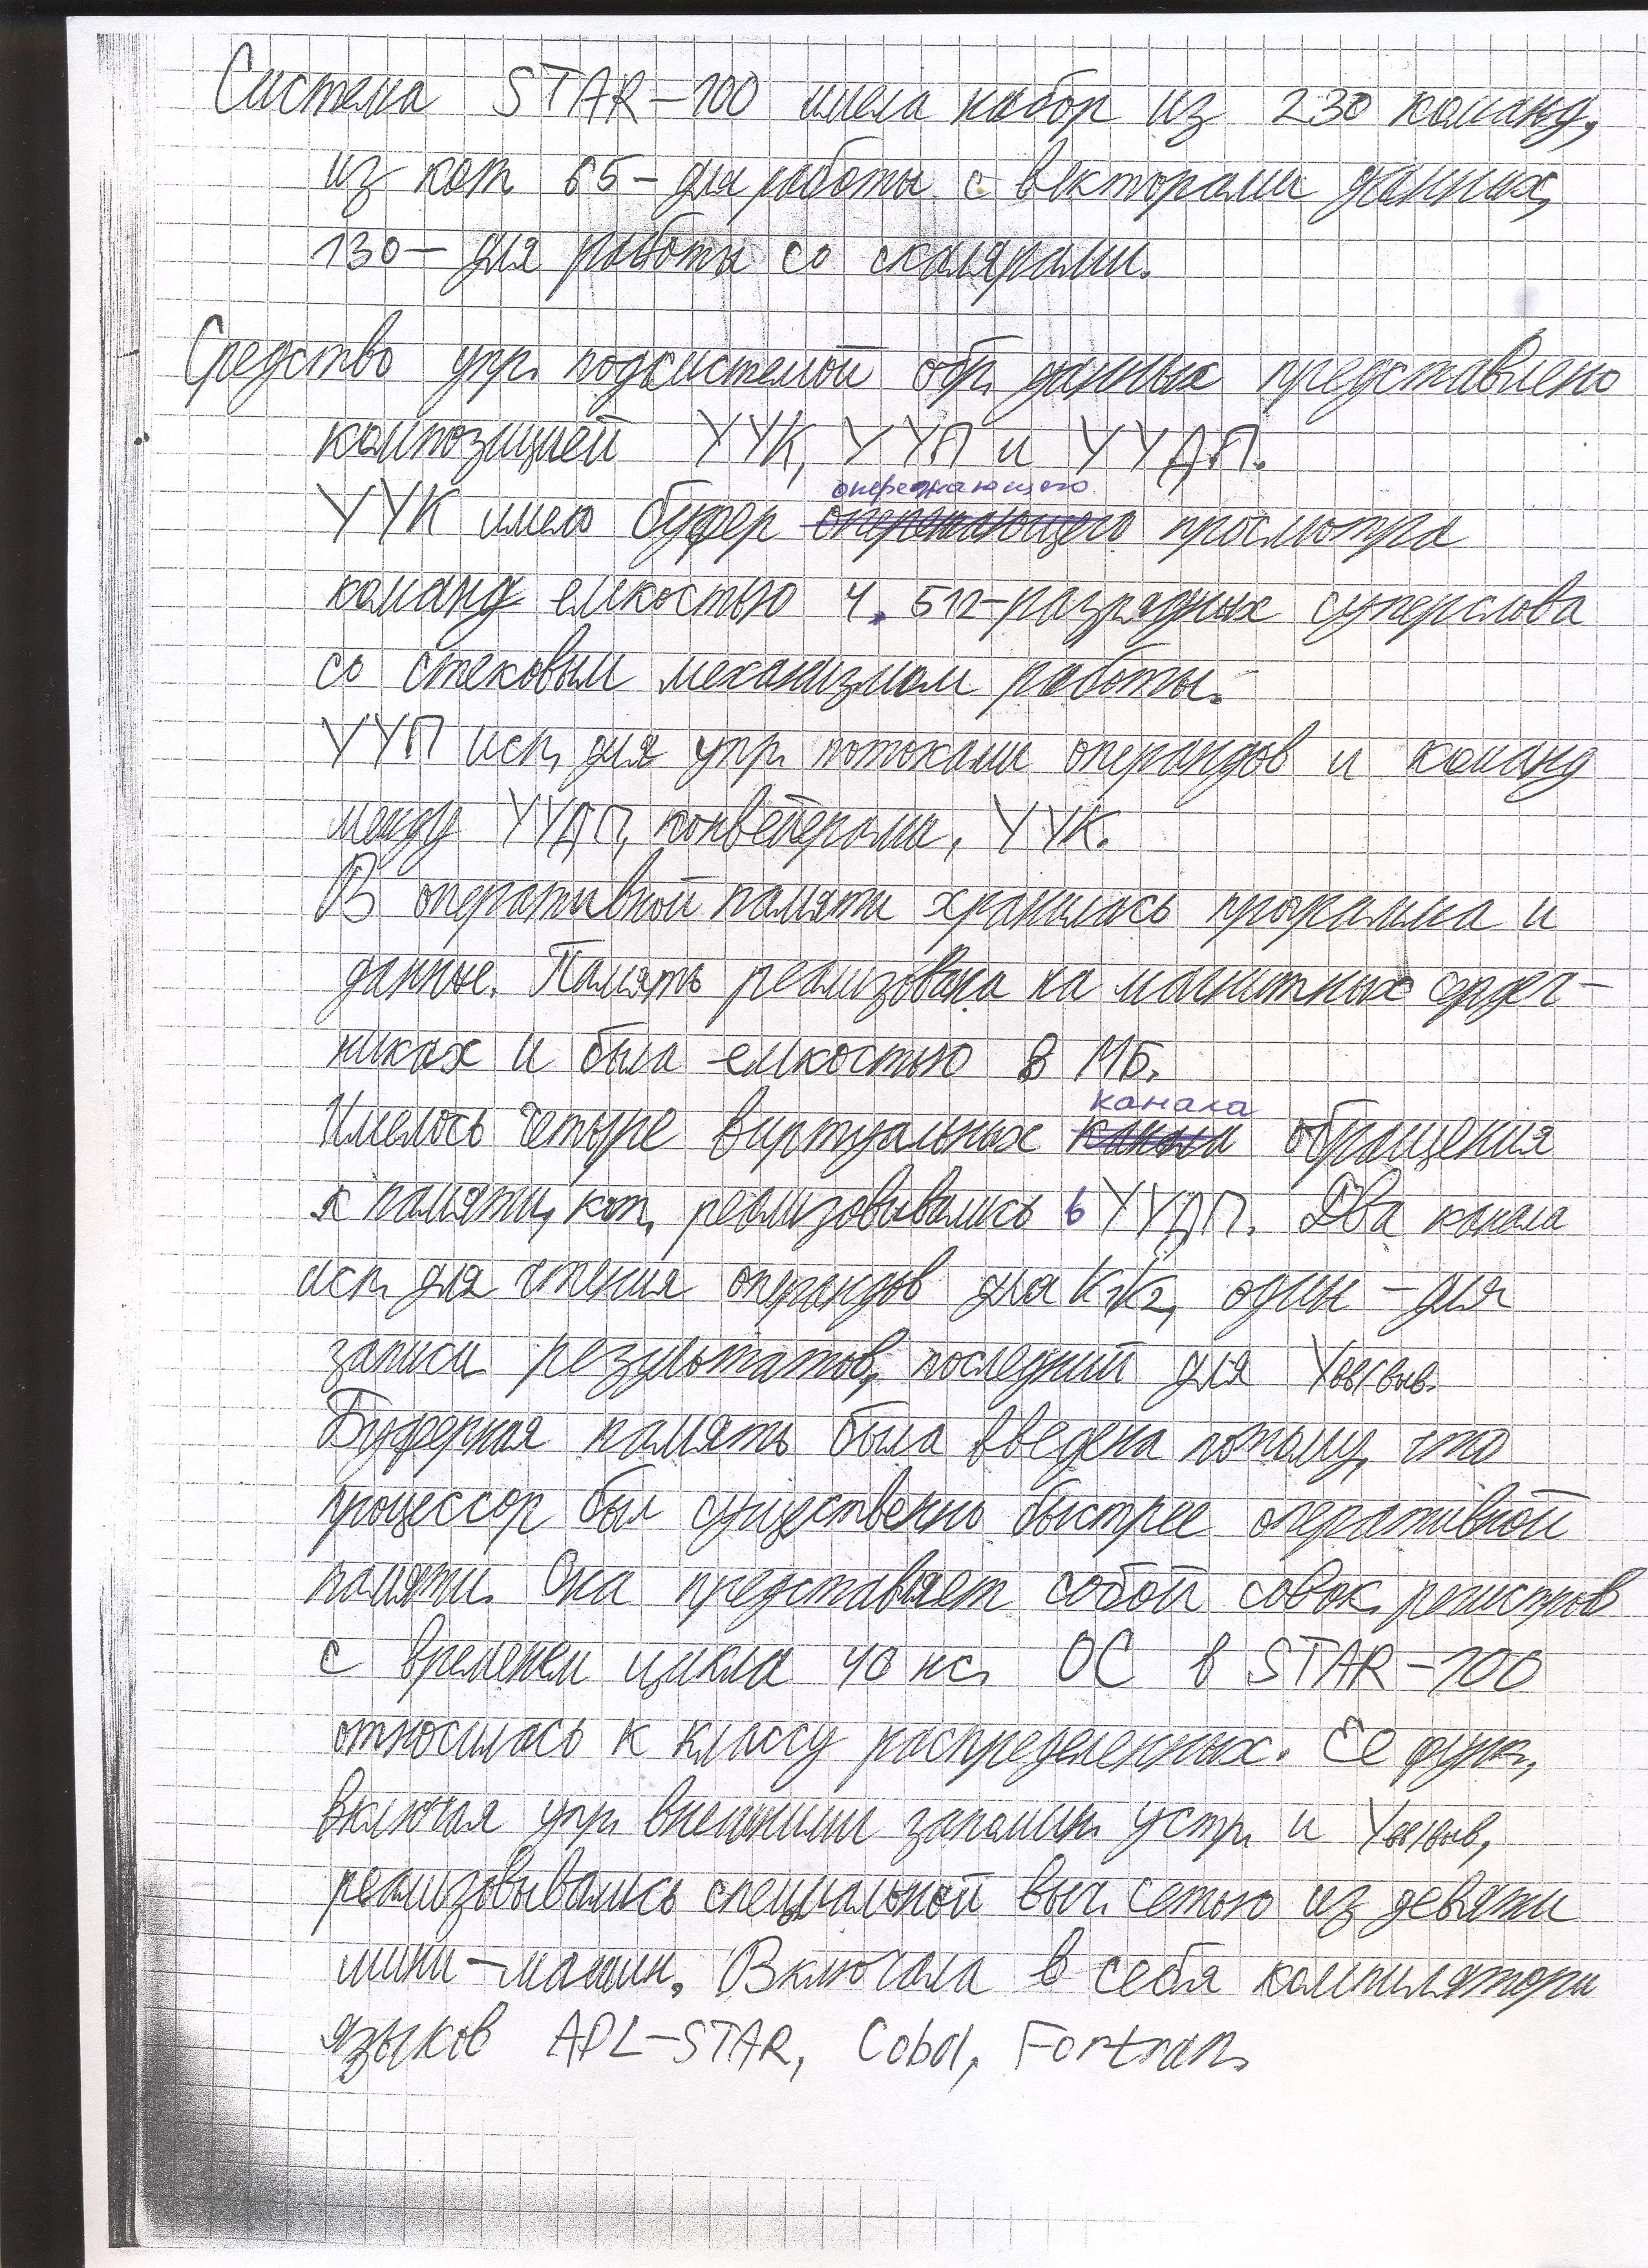 Система STAR-100 имела набор из 230 команд,
из кот. 65 - для работы с векторами данных,
130 - для работы со скалярами.
Средство упр. подсистемой обр. данных представлено
композицией УУК, УУП и УУДП.
опережающего
УУК имело буфер просмотра
команд емкостью 4, 512-разрядных суперслова
со стековым механизмом работы.
УУП исп. для упр. потоками операндов и команд
между УУДП, конвейерами, УУК.
В оперативной памяти хранилась программа и
данные. Память реализована на магнитных сердеч-
никах и была емкостью 8 МБ.
канала
Имелось четыре виртуальных обращения
к памяти, кот. реализовывались в УУДП. Два канала
исп. для чтения операндов для К1К2, один - для
записи результатов, последний для Увв/выв.
Буферная память была введена потому, что
процессор был существенно быстрее оперативной
памяти. Она представляет собой совок. регистров
с временем цикла 40 нс. ОС в STAR-100
относилась к классу распределенных. Ее функ.,
включая упр. внешними запомин. устр. и Увв/выв,
реализовывались специальной выч. сетью из девяти
мини-машин. Включала в себя компиляторы
языков APL-STAR, Cobol, Fortran.